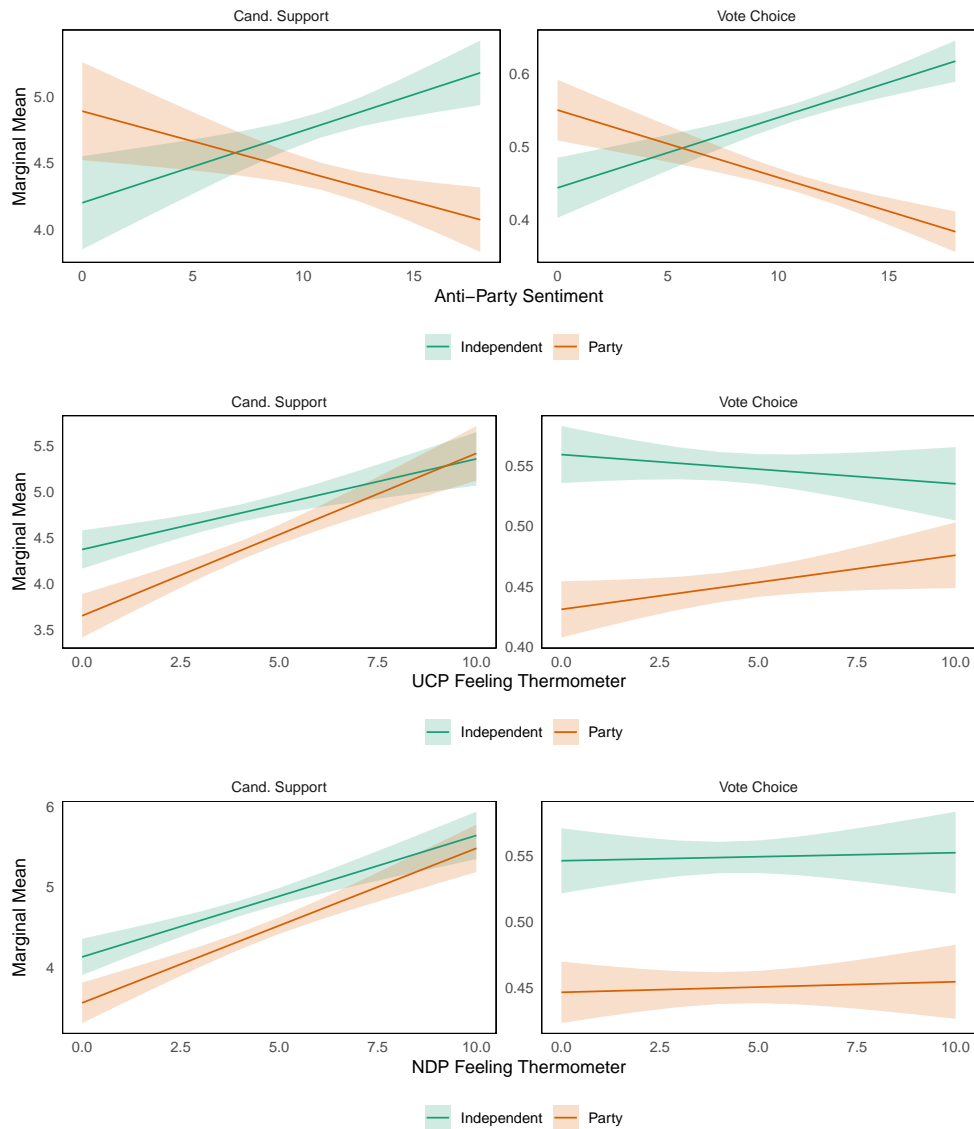 Cand. Support Vote Choice
Marginal Mean
5.0
4.5
4.0
0.6
0.5
0.4
0 5 10 15 0 5 10 15
Anti−Party Sentiment
Independent Party
Cand. Support Vote Choice
Marginal Mean
5.5
5.0
4.5
4.0
3.5
0.55
0.50
0.45
0.40
0.0 2.5 5.0 7.5 10.0 0.0 2.5 5.0 7.5 10.0
UCP Feeling Thermometer
Independent Party
Cand. Support Vote Choice
Marginal Mean
6
5
4
0.55
0.50
0.45
0.0 2.5 5.0 7.5 10.0 0.0 2.5 5.0 7.5 10.0
NDP Feeling Thermometer
Independent Party